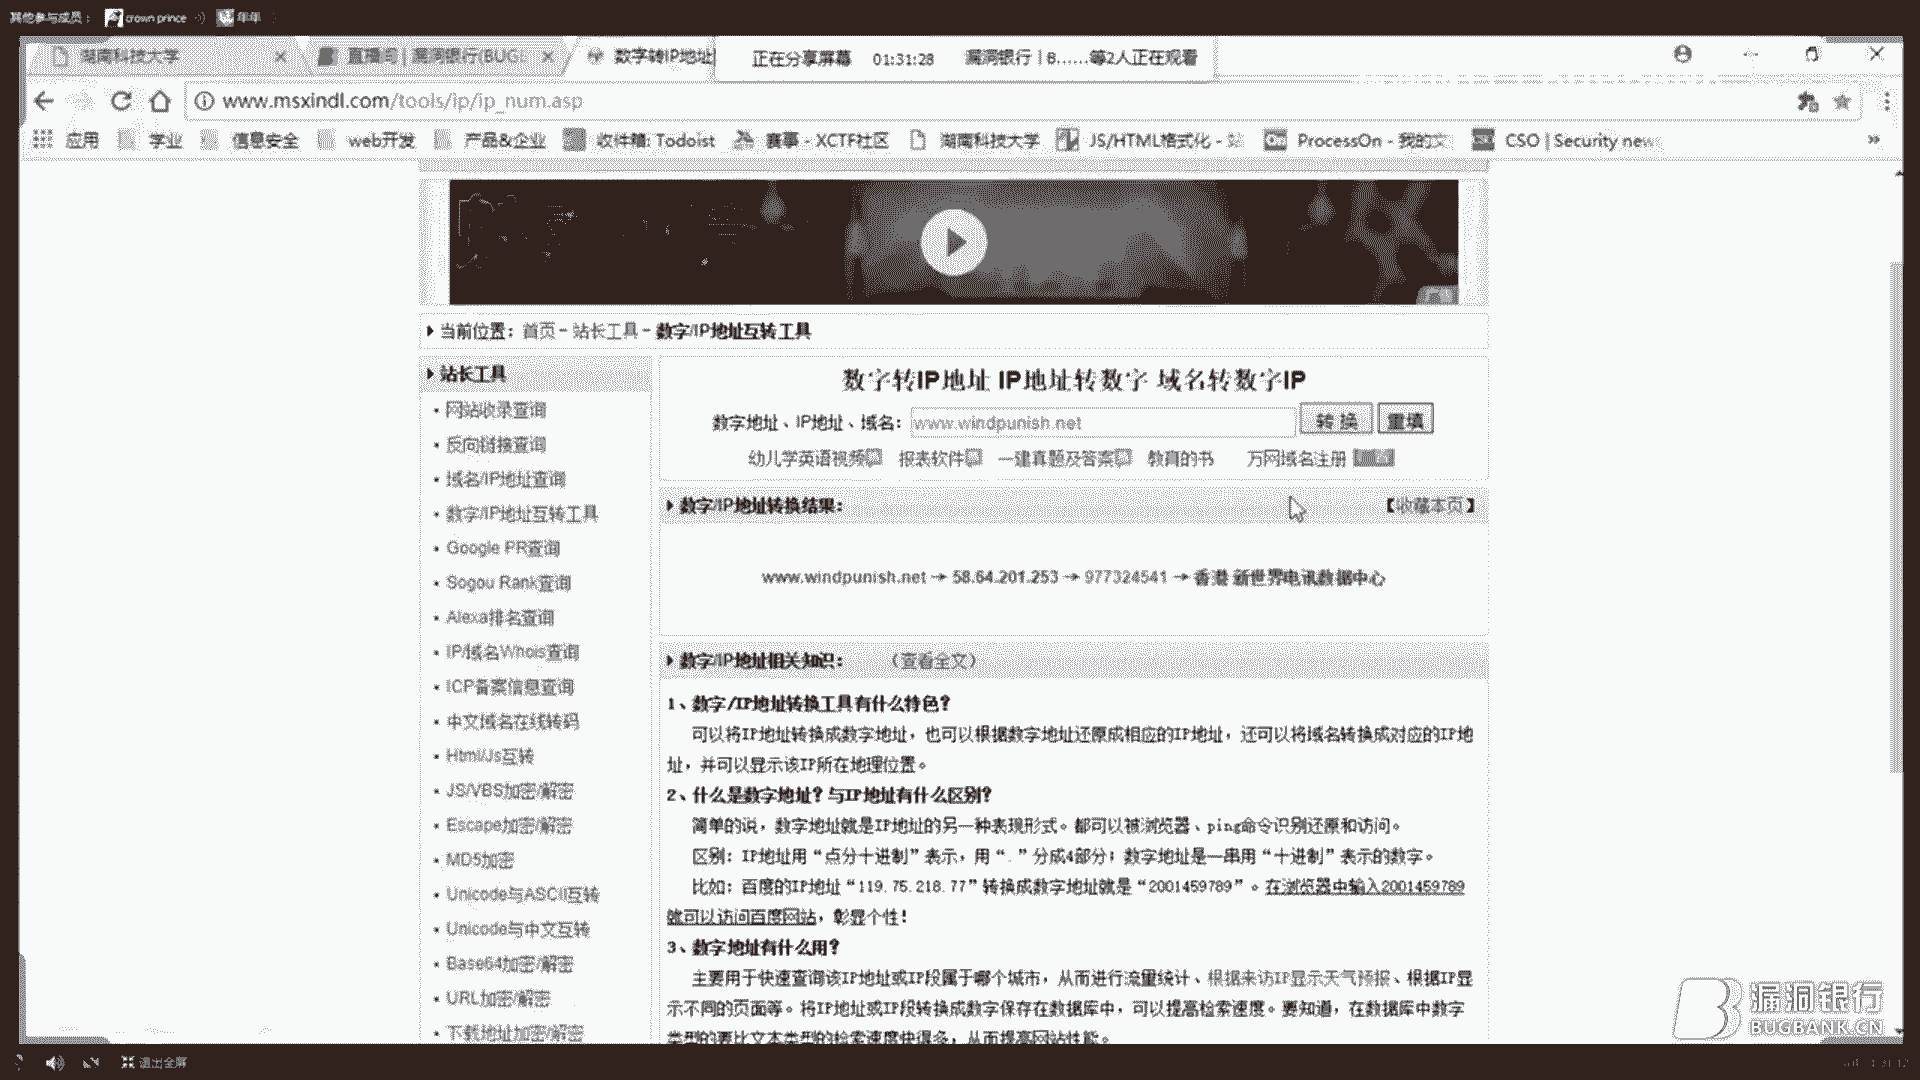 其他参与成员： crown prince 年年
湖南科技大学 直播间 | 漏洞银行(BUG 数字转IP地址 正在分享屏幕 01:31:28 漏洞银行 | B......等2人正在观看
www.msxindl.com/tools/ip/ip_num.asp
应用 学业 信息安全 web开发 产品&企业 收件箱: Todoist 赛事 - XCTF社区 湖南科技大学 JS/HTML格式化 - 站 ProcessOn - 我的文 CSO | Security news »
当前位置：首页 - 站长工具 - 数字/IP地址互转工具
站长工具
网站收录查询
反向链接查询
域名/IP地址查询
数字/IP地址互转工具
Google PR查询
Sogou Rank查询
Alexa排名查询
IP/域名Whois查询
ICP备案信息查询
中文域名在线转码
Html/Js互转
JS/VBS加密/解密
Escape加密/解密
MD5加密
Unicode与ASCII互转
Unicode与中文互转
Base64加密/解密
URL加密/解密
下载地址加密/解密
数字转IP地址 IP地址转数字 域名转数字IP
数字地址、IP地址、域名： www.windpunish.net 转 换 重填
幼儿学英语视频 报表软件 一建真题及答案 教育的书 万网域名注册
数字/IP地址转换结果： 【收藏本页】
www.windpunish.net → 58.64.201.253 → 977324541 → 香港 新世界电讯数据中心
数字/IP地址相关知识： （查看全文）
1、数字/IP地址转换工具有什么特色？
可以将IP地址转换成数字地址，也可以根据数字地址还原成相应的IP地址，还可以将域名转换成对应的IP地
址，并可以显示该IP所在地理位置。
2、什么是数字地址？与IP地址有什么区别？
简单的说，数字地址就是IP地址的另一种表现形式。都可以被浏览器、ping命令识别还原和访问。
区别：IP地址用“点分十进制”表示，用“.”分成4部分；数字地址是一串用“十进制”表示的数字。
比如：百度的IP地址“119.75.218.77”转换成数字地址就是“2001459789”。在浏览器中输入2001459789
就可以访问百度网站，彰显个性！
3、数字地址有什么用？
主要用于快速查询该IP地址或IP段属于哪个城市，从而进行流量统计、根据来访IP显示天气预报、根据IP显
示不同的页面等。将IP地址或IP段转换成数字保存在数据库中，可以提高检索速度。要知道，在数据库中数字
类型的要比文本类型的检索速度快得多，从而提高网站性能。
漏洞银行
BUGBANK.CN
退出全屏